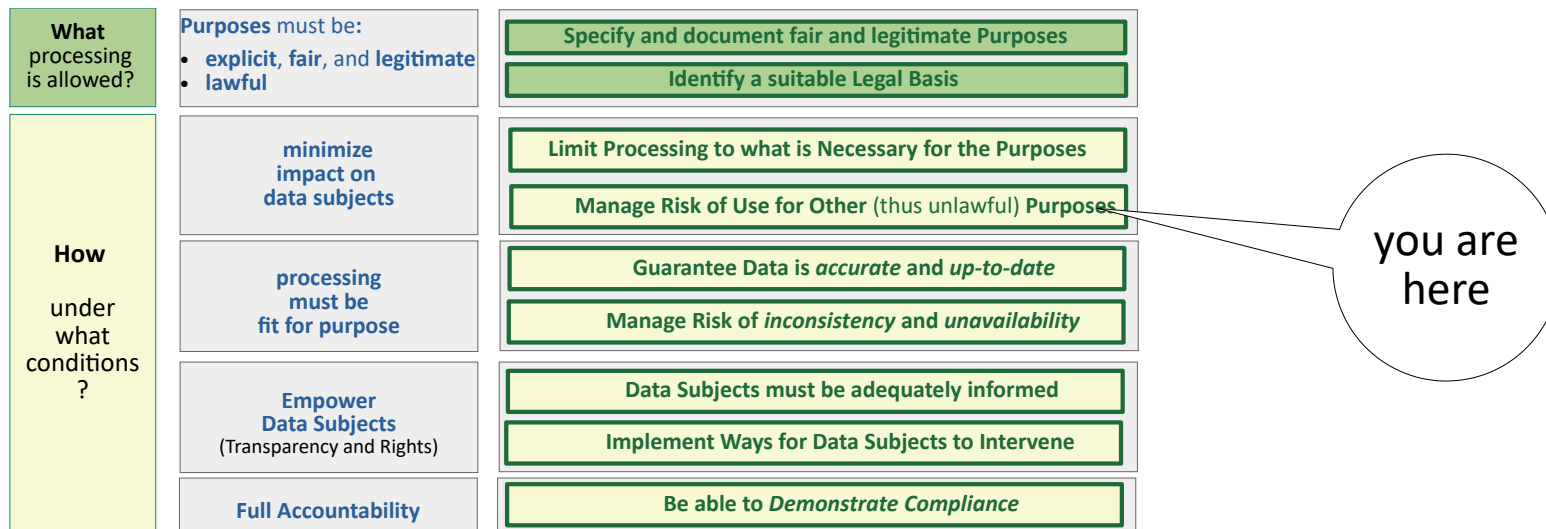 What
processing
is allowed?
Purposes must be:
• explicit, fair, and legitimate
• lawful
Specify and document fair and legitimate Purposes
Identify a suitable Legal Basis
How
under
what
conditions
?
minimize
impact on
data subjects
Limit Processing to what is Necessary for the Purposes
Manage Risk of Use for Other (thus unlawful) Purposes
you are
here
processing
must be
fit for purpose
Guarantee Data is accurate and up-to-date
Manage Risk of inconsistency and unavailability
Empower
Data Subjects
(Transparency and Rights)
Data Subjects must be adequately informed
Implement Ways for Data Subjects to Intervene
Full Accountability
Be able to Demonstrate Compliance